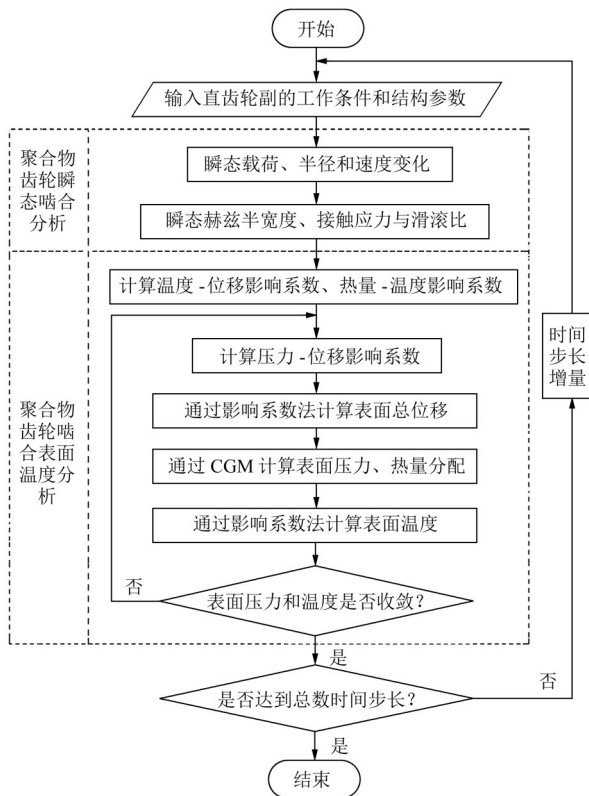 开始
输入直齿轮副的工作条件和结构参数
聚合物
齿轮瞬
态啮合
分析
瞬态载荷、半径和速度变化
瞬态赫兹半宽度、接触应力与滑滚比
计算温度-位移影响系数、热量-温度影响系数
时间
步长
增量
计算压力-位移影响系数
聚合物
齿轮啮
合表面
温度分
析
通过影响系数法计算表面总位移
通过 CGM 计算表面压力、热量分配
通过影响系数法计算表面温度
否
表面压力和温度是否收敛？
是
是否达到总数时间步长？
否
是
结束